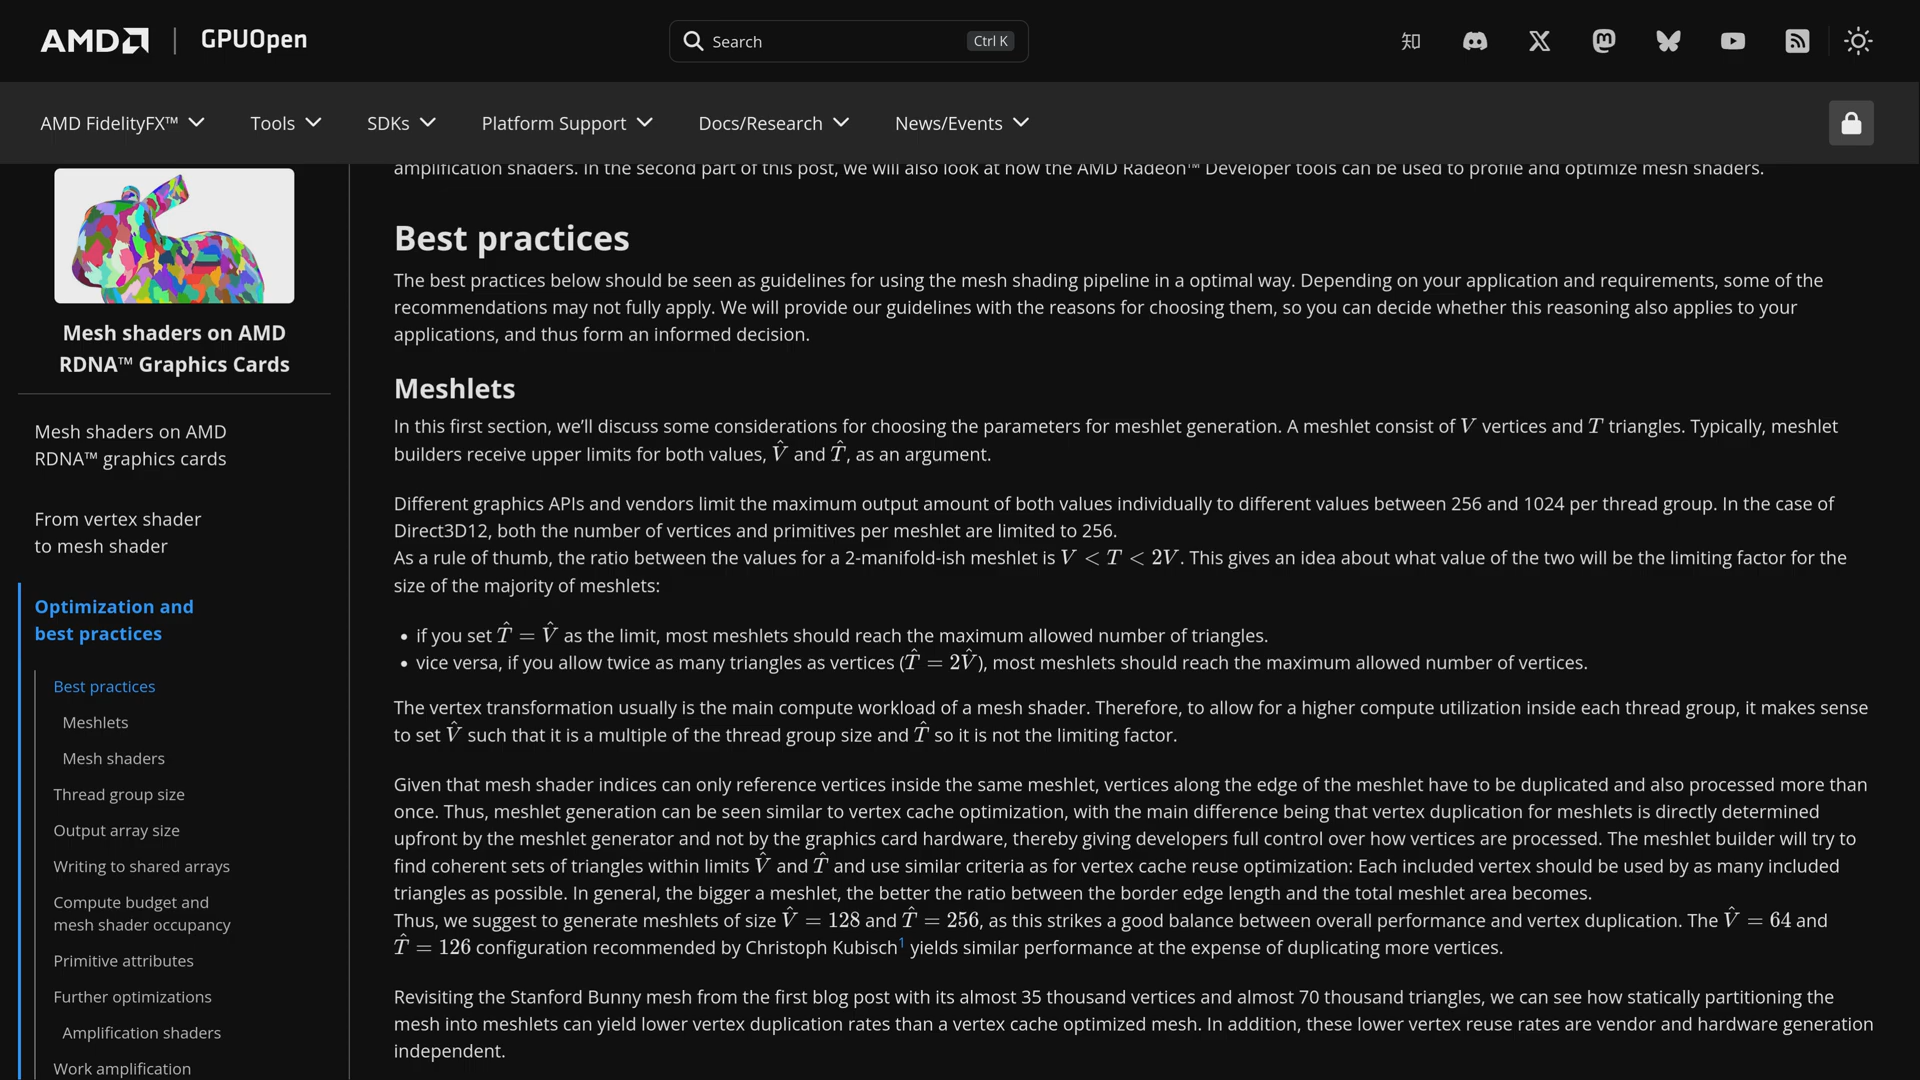 AMD GPUOpen
Search Ctrl K
知
AMD FidelityFX™ Tools SDKs Platform Support Docs/Research News/Events
Mesh shaders on AMD
RDNA™ Graphics Cards
Mesh shaders on AMD
RDNA™ graphics cards
From vertex shader
to mesh shader
Optimization and
best practices
Best practices
Meshlets
Mesh shaders
Thread group size
Output array size
Writing to shared arrays
Compute budget and
mesh shader occupancy
Primitive attributes
Further optimizations
Amplification shaders
Work amplification
amplification shaders. In the second part of this post, we will also look at how the AMD Radeon™ Developer tools can be used to profile and optimize mesh shaders.
Best practices
The best practices below should be seen as guidelines for using the mesh shading pipeline in a optimal way. Depending on your application and requirements, some of the
recommendations may not fully apply. We will provide our guidelines with the reasons for choosing them, so you can decide whether this reasoning also applies to your
applications, and thus form an informed decision.
Meshlets
In this first section, we’ll discuss some considerations for choosing the parameters for meshlet generation. A meshlet consist of V vertices and T triangles. Typically, meshlet
builders receive upper limits for both values, V̂ and T̂, as an argument.
Different graphics APIs and vendors limit the maximum output amount of both values individually to different values between 256 and 1024 per thread group. In the case of
Direct3D12, both the number of vertices and primitives per meshlet are limited to 256.
As a rule of thumb, the ratio between the values for a 2-manifold-ish meshlet is V < T < 2V. This gives an idea about what value of the two will be the limiting factor for the
size of the majority of meshlets:
• if you set T̂ = V̂ as the limit, most meshlets should reach the maximum allowed number of triangles.
• vice versa, if you allow twice as many triangles as vertices (T̂ = 2V̂), most meshlets should reach the maximum allowed number of vertices.
The vertex transformation usually is the main compute workload of a mesh shader. Therefore, to allow for a higher compute utilization inside each thread group, it makes sense
to set V̂ such that it is a multiple of the thread group size and T̂ so it is not the limiting factor.
Given that mesh shader indices can only reference vertices inside the same meshlet, vertices along the edge of the meshlet have to be duplicated and also processed more than
once. Thus, meshlet generation can be seen similar to vertex cache optimization, with the main difference being that vertex duplication for meshlets is directly determined
upfront by the meshlet generator and not by the graphics card hardware, thereby giving developers full control over how vertices are processed. The meshlet builder will try to
find coherent sets of triangles within limits V̂ and T̂ and use similar criteria as for vertex cache reuse optimization: Each included vertex should be used by as many included
triangles as possible. In general, the bigger a meshlet, the better the ratio between the border edge length and the total meshlet area becomes.
Thus, we suggest to generate meshlets of size V̂ = 128 and T̂ = 256, as this strikes a good balance between overall performance and vertex duplication. The V̂ = 64 and
T̂ = 126 configuration recommended by Christoph Kubisch¹ yields similar performance at the expense of duplicating more vertices.
Revisiting the Stanford Bunny mesh from the first blog post with its almost 35 thousand vertices and almost 70 thousand triangles, we can see how statically partitioning the
mesh into meshlets can yield lower vertex duplication rates than a vertex cache optimized mesh. In addition, these lower vertex reuse rates are vendor and hardware generation
independent.